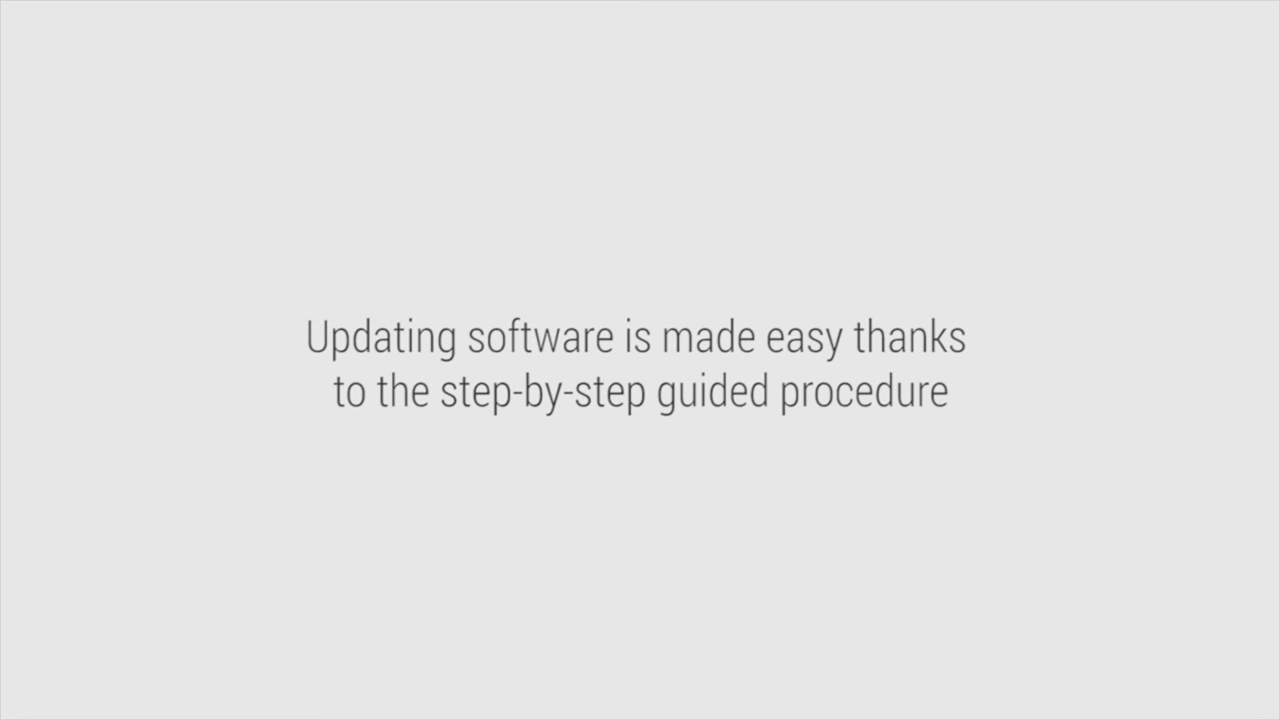 Updating software is made easy thanks
to the step-by-step guided procedure